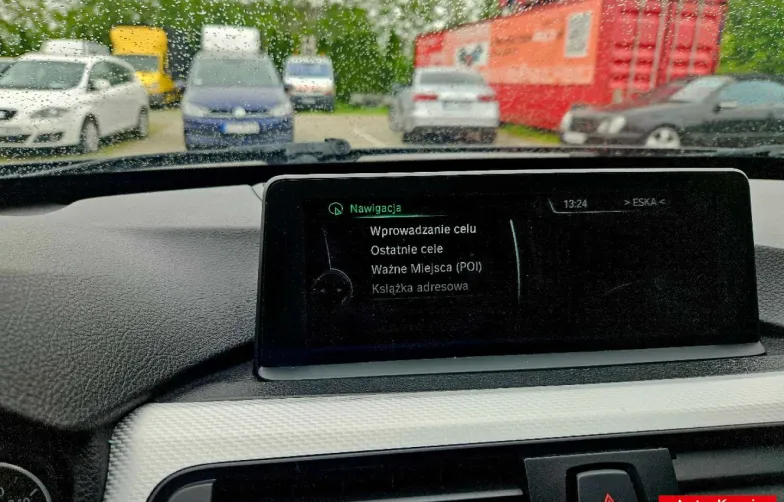 Nawigacja
13:24
> ESKA <
Wprowadzanie celu
Ostatnie cele
Ważne Miejsca (POI)
Książka adresowa